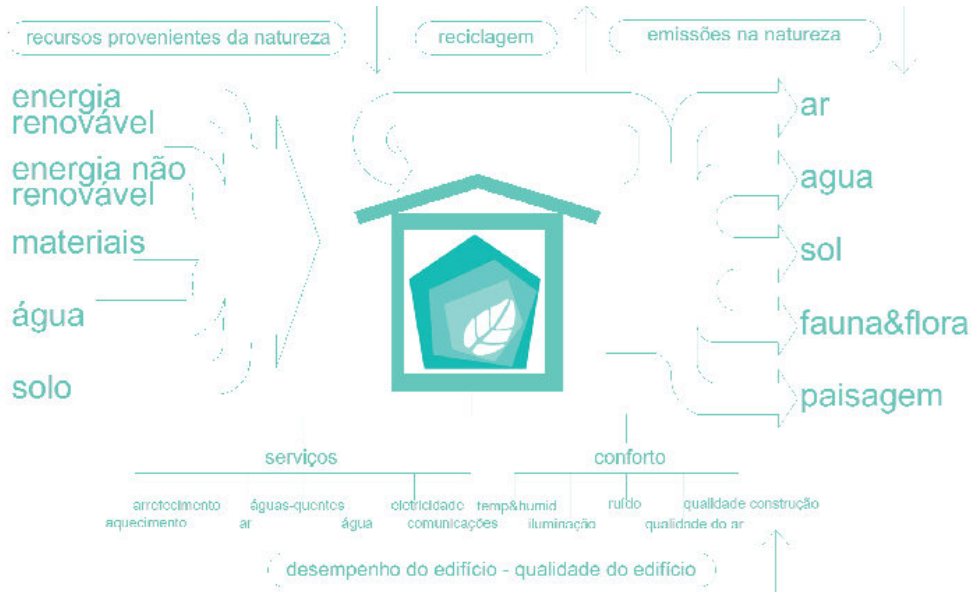 recursos provenientes da natureza
reciclagem
emissões na natureza
energia
renovável
energia não
renovável
materiais
água
solo
ar
agua
sol
fauna&flora
paisagem
serviços
conforto
arrefecimento
águas-quentes
eletricidade
temp&humid
ruído
qualidade construção
aquecimento
ar
água
comunicações
iluminação
qualidade do ar
desempenho do edifício - qualidade do edifício